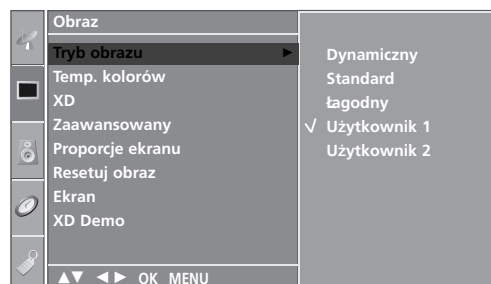 Obraz
Tryb obrazu ►
Temp. kolorów
XD
Zaawansowany
Proporcje ekranu
Resetuj obraz
Ekran
XD Demo
▲▼ ◄► OK MENU
Dynamiczny
Standard
Łagodny
√ Użytkownik 1
Użytkownik 2